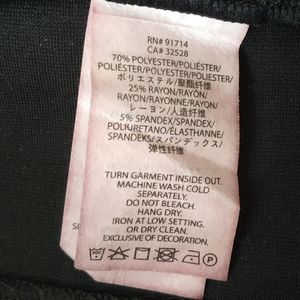 RN# 91714
CA# 32528
70% POLYESTER/POLIÉSTER/
POLIÉSTER/POLYESTER/POLYESTER/
ポリエステル/聚酯纤维
25% RAYON/RAYÓN/
RAYON/RAYONNE/RAYON/
レーヨン/人造纤维
5% SPANDEX/SPANDEX/
POLIURETANO/ÉLASTHANNE/
SPANDEKS/スパンデックス/
弹性纤维
TURN GARMENT INSIDE OUT.
MACHINE WASH COLD
SEPARATELY.
DO NOT BLEACH.
HANG DRY.
IRON AT LOW SETTING.
OR DRY CLEAN.
EXCLUSIVE OF DECORATION.